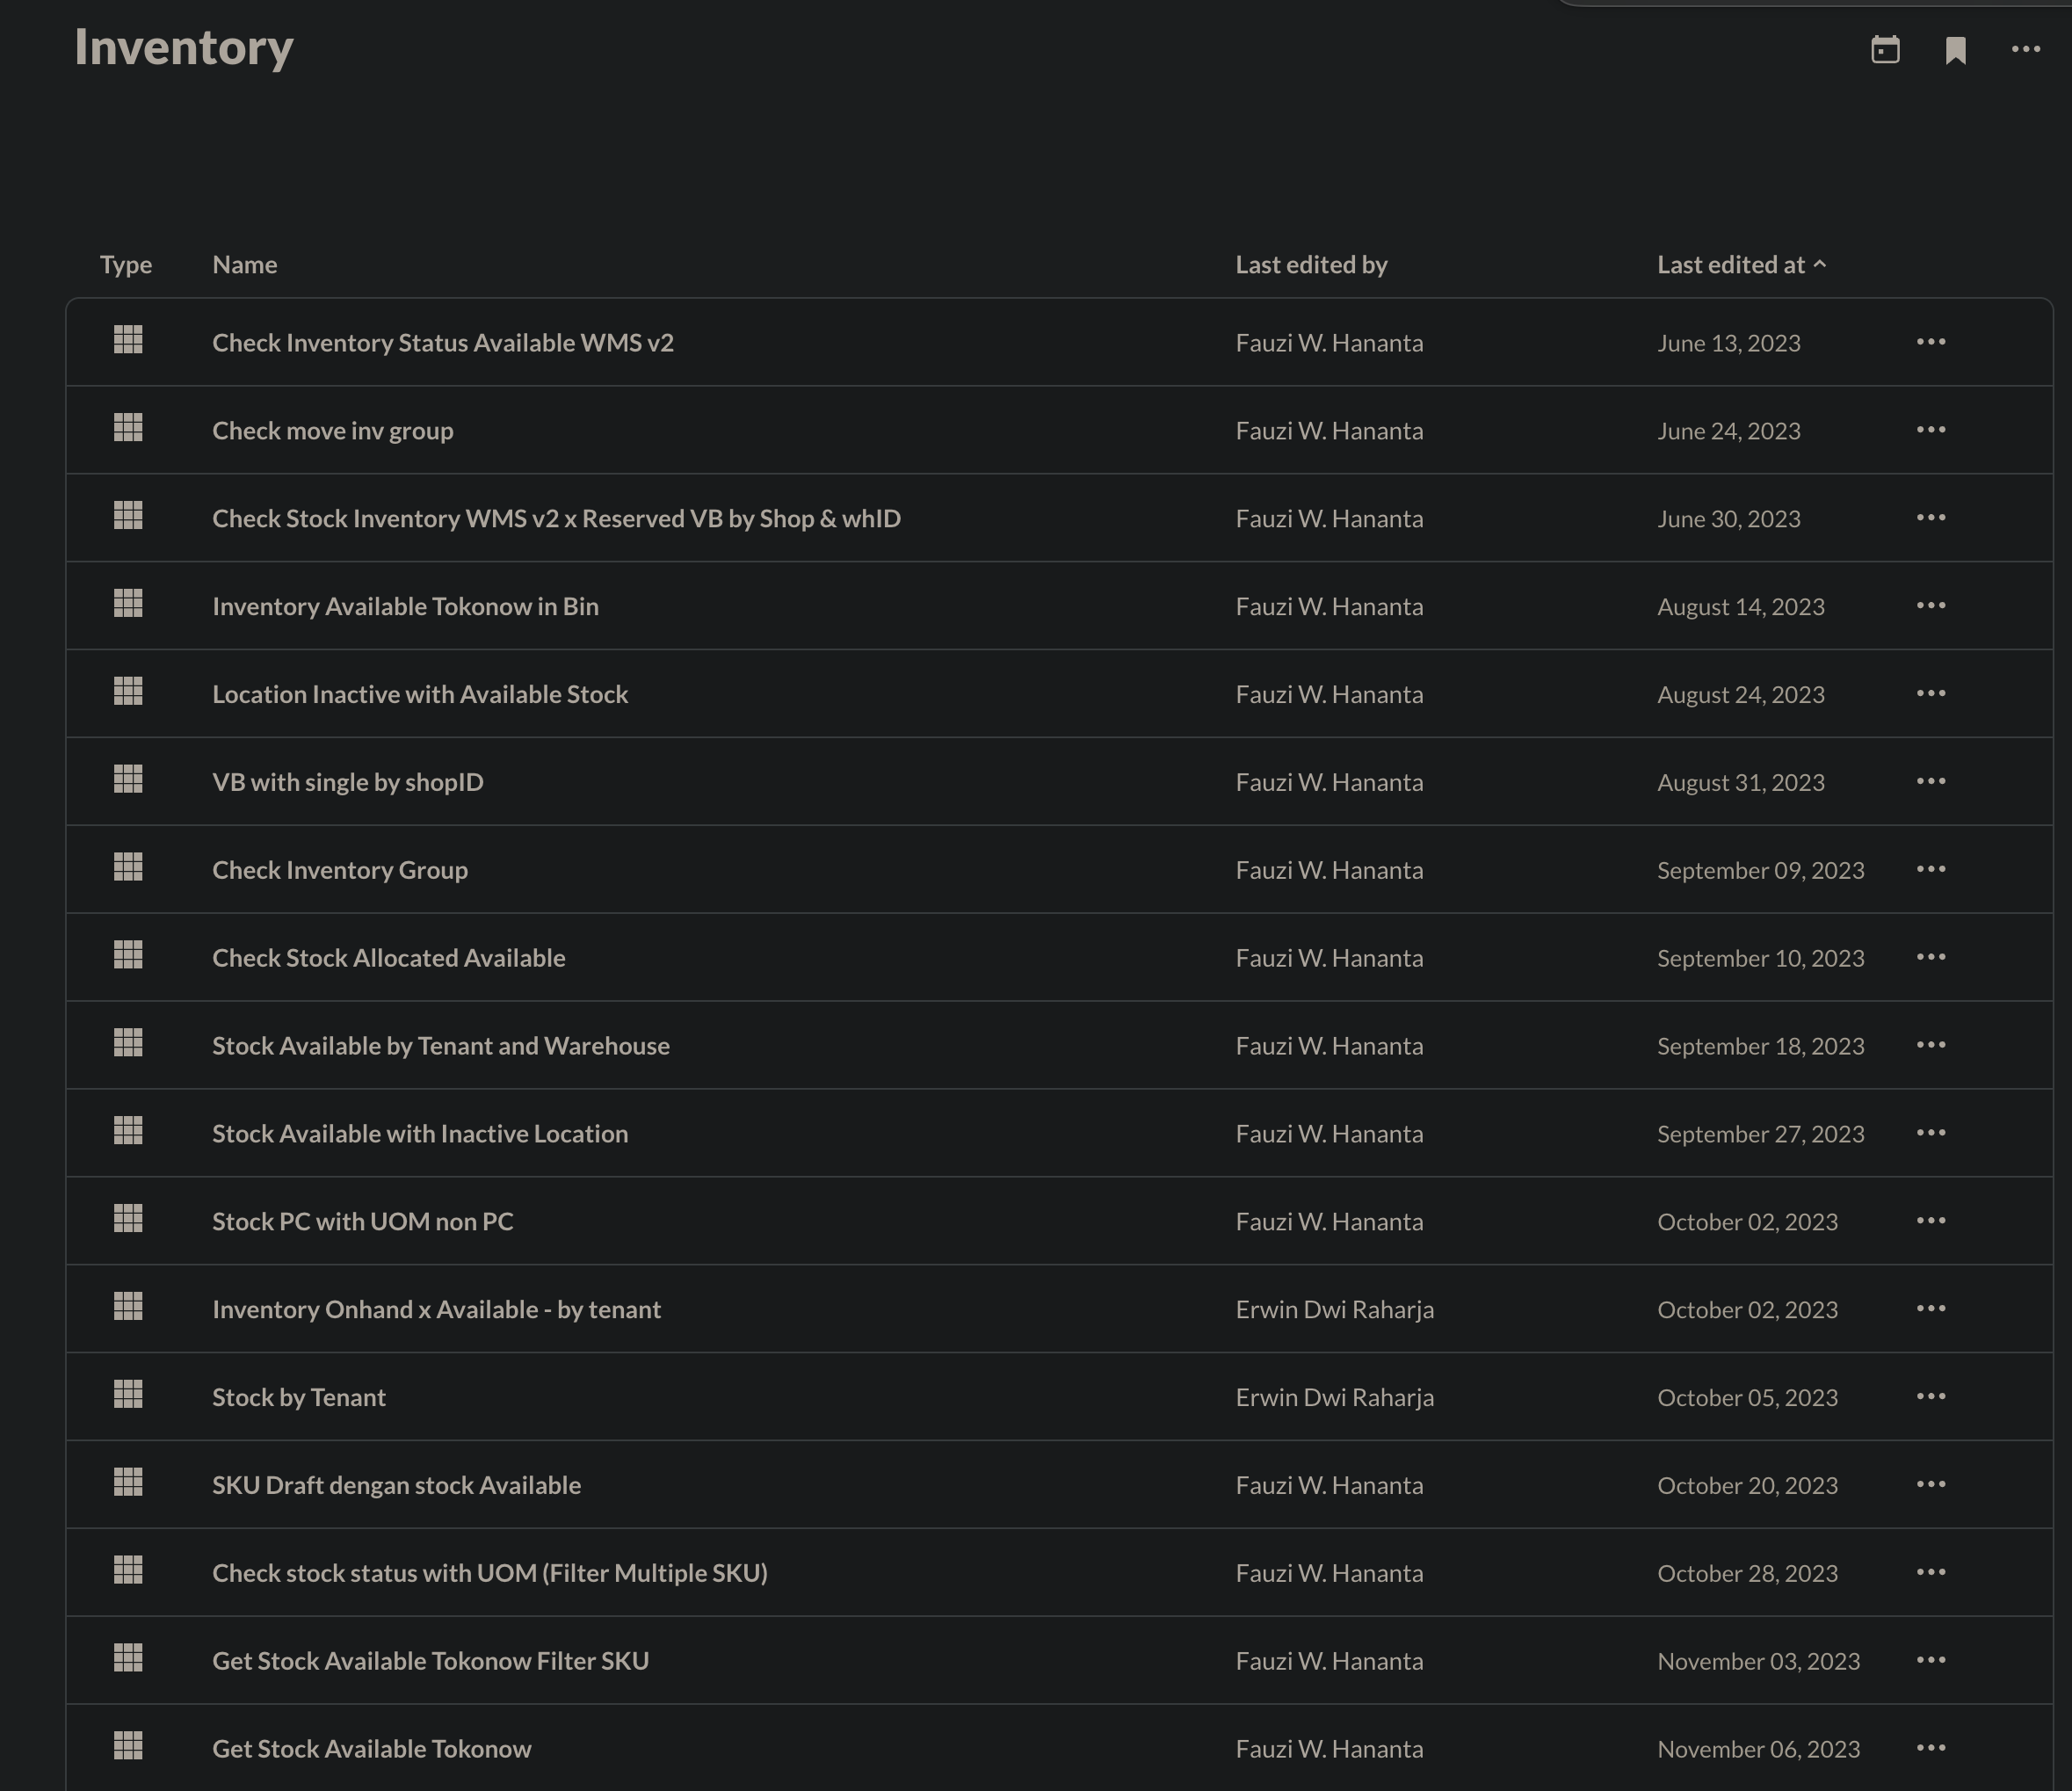 Inventory
Type Name Last edited by Last edited at
Check Inventory Status Available WMS v2 Fauzi W. Hananta June 13, 2023
Check move inv group Fauzi W. Hananta June 24, 2023
Check Stock Inventory WMS v2 x Reserved VB by Shop & whID Fauzi W. Hananta June 30, 2023
Inventory Available Tokonow in Bin Fauzi W. Hananta August 14, 2023
Location Inactive with Available Stock Fauzi W. Hananta August 24, 2023
VB with single by shopID Fauzi W. Hananta August 31, 2023
Check Inventory Group Fauzi W. Hananta September 09, 2023
Check Stock Allocated Available Fauzi W. Hananta September 10, 2023
Stock Available by Tenant and Warehouse Fauzi W. Hananta September 18, 2023
Stock Available with Inactive Location Fauzi W. Hananta September 27, 2023
Stock PC with UOM non PC Fauzi W. Hananta October 02, 2023
Inventory Onhand x Available - by tenant Erwin Dwi Raharja October 02, 2023
Stock by Tenant Erwin Dwi Raharja October 05, 2023
SKU Draft dengan stock Available Fauzi W. Hananta October 20, 2023
Check stock status with UOM (Filter Multiple SKU) Fauzi W. Hananta October 28, 2023
Get Stock Available Tokonow Filter SKU Fauzi W. Hananta November 03, 2023
Get Stock Available Tokonow Fauzi W. Hananta November 06, 2023